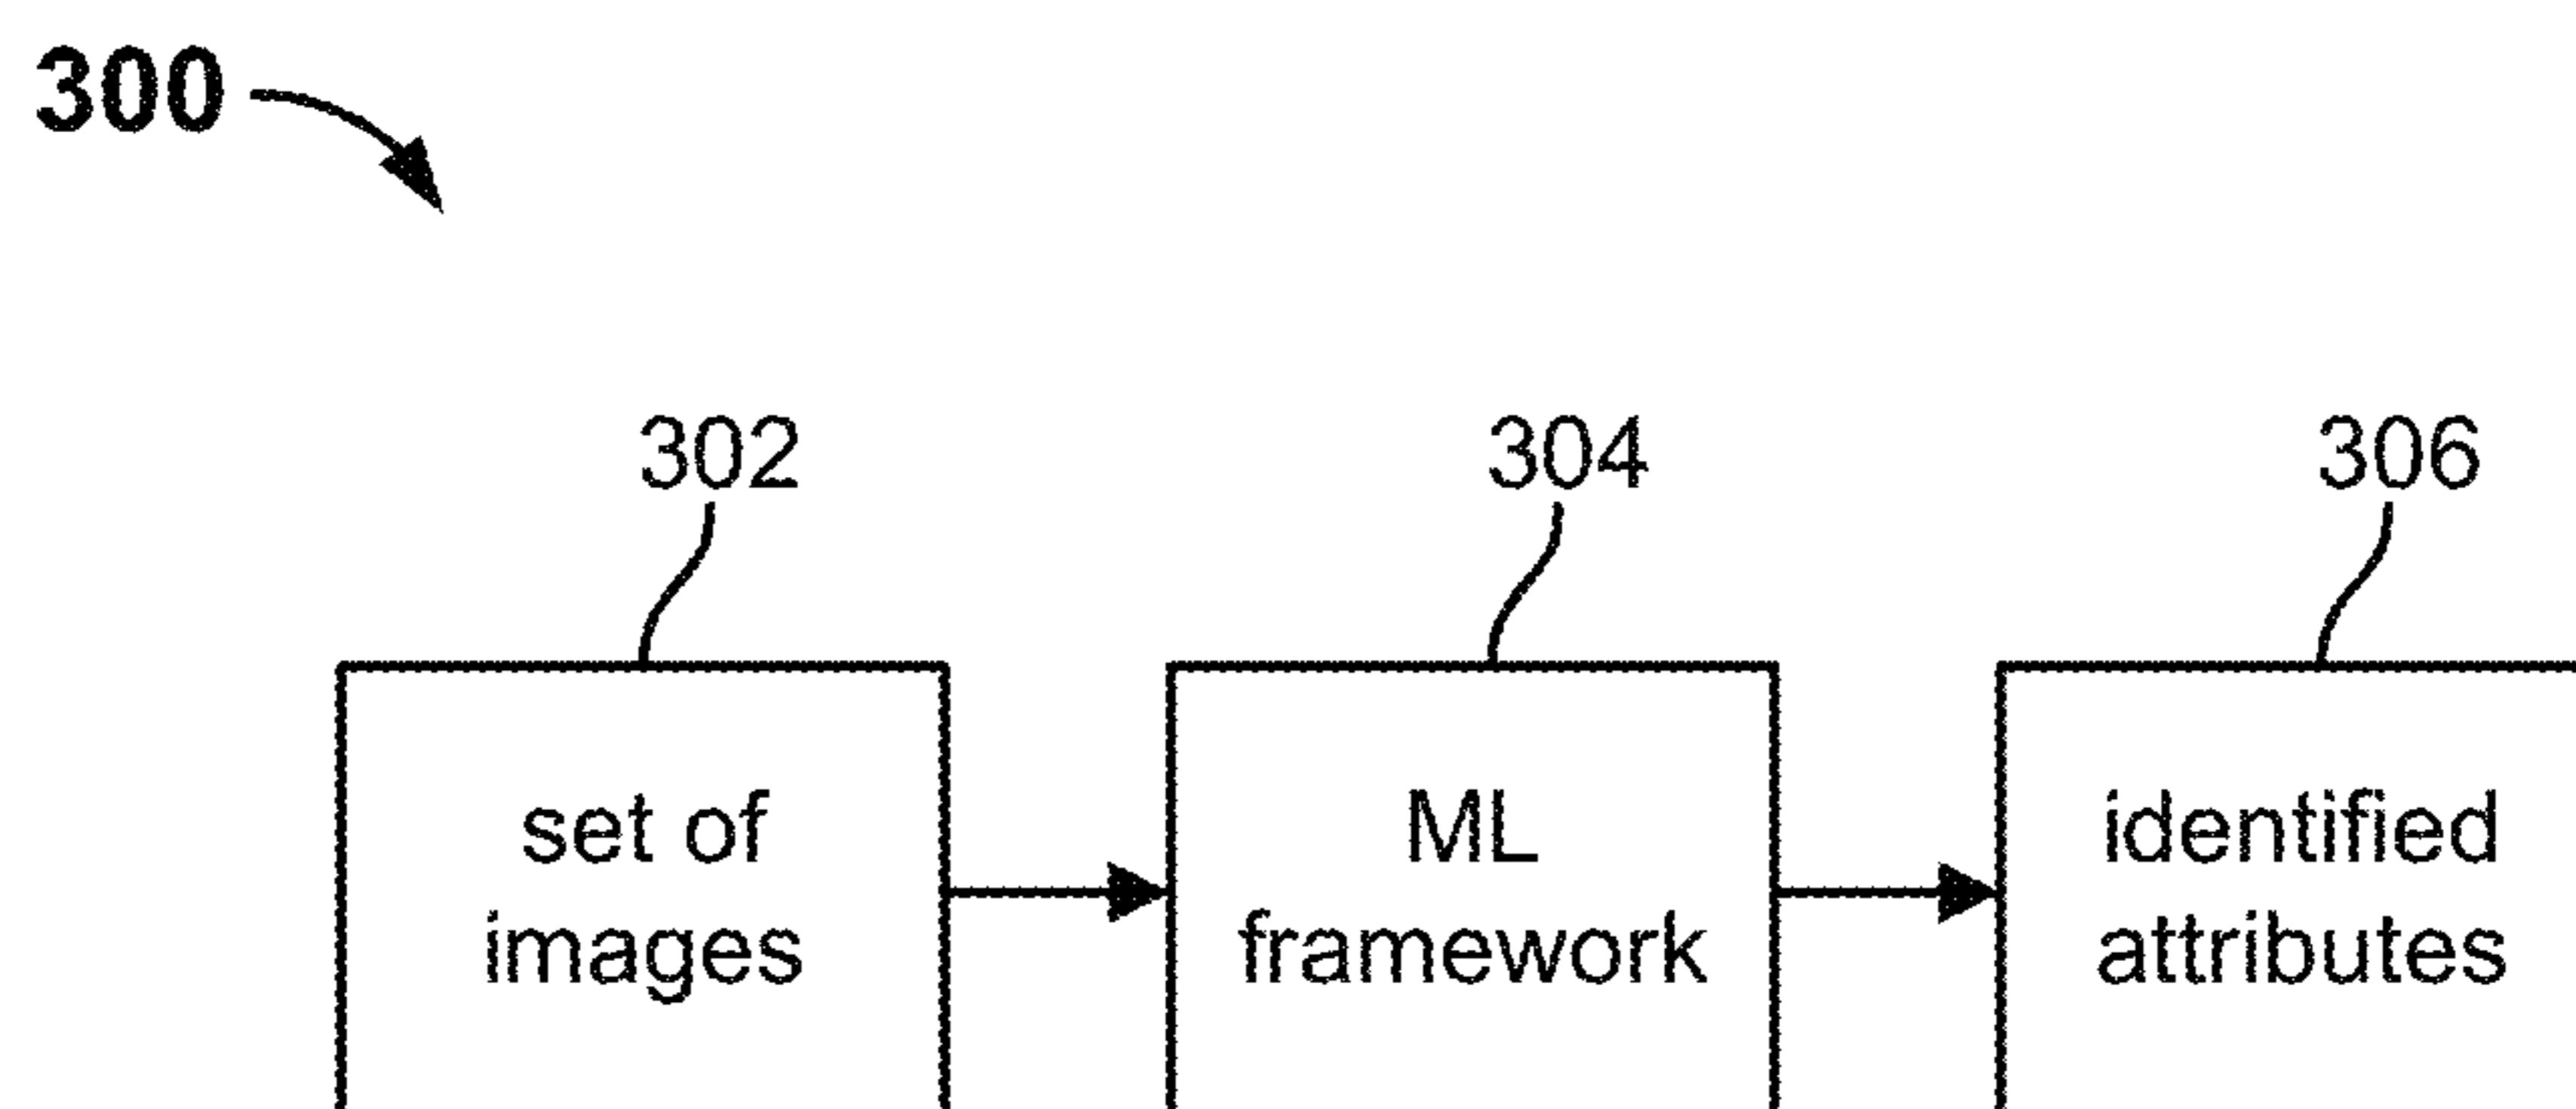 300
302
304
306
set of
images
ML
framework
identified
attributes